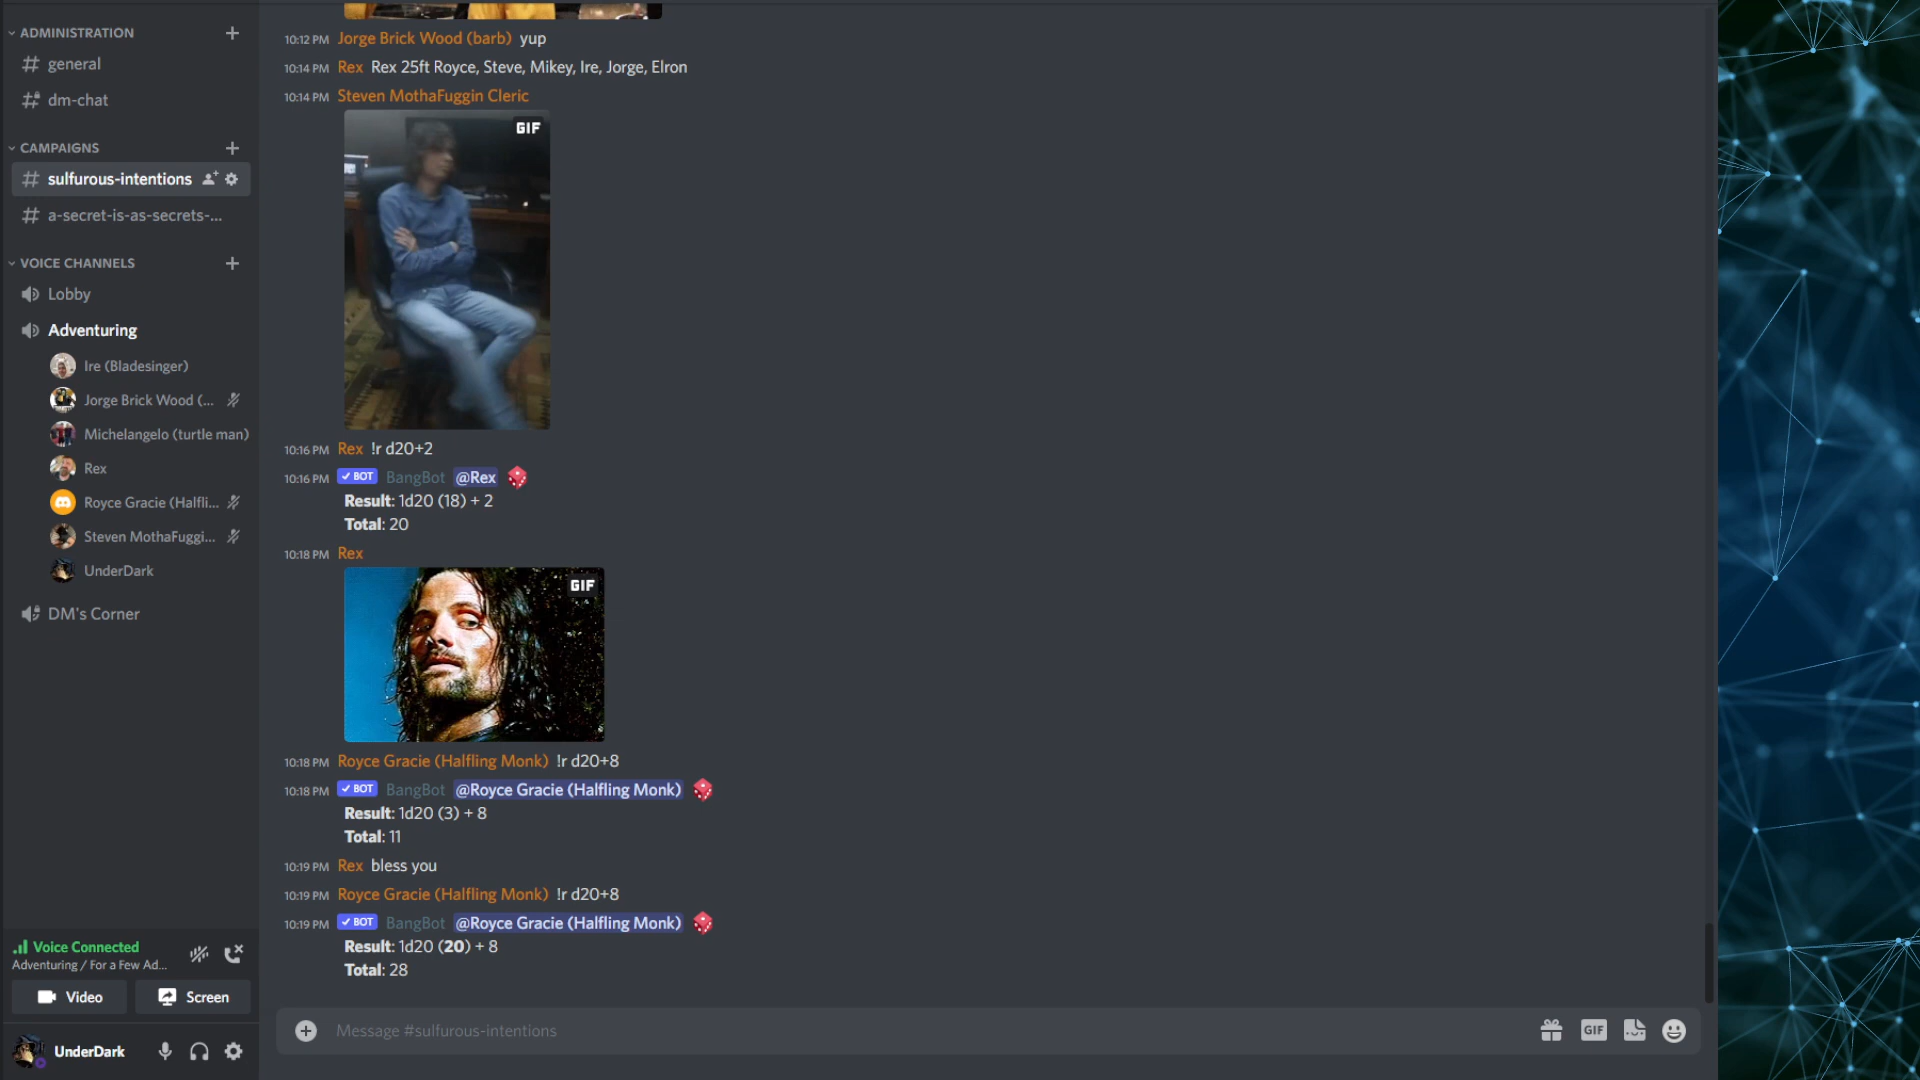 ADMINISTRATION
general
dm-chat
CAMPAIGNS
sulfurous-intentions
a-secret-is-as-secrets-...
VOICE CHANNELS
Lobby
Adventuring
Ire (Bladesinger)
Jorge Brick Wood (...
Michelangelo (turtle man)
Rex
Royce Gracie (Halfli...
Steven MothaFuggi...
UnderDark
DM's Corner
Voice Connected
Adventuring / For a Few Ad...
Video
Screen
UnderDark
10:12 PM Jorge Brick Wood (barb) yup
10:14 PM Rex Rex 25ft Royce, Steve, Mikey, Ire, Jorge, Elron
10:14 PM Steven MothaFuggin Cleric
GIF
10:16 PM Rex !r d20+2
10:16 PM BOT BangBot @Rex
Result: 1d20 (18) + 2
Total: 20
10:18 PM Rex
GIF
10:18 PM Royce Gracie (Halfling Monk) !r d20+8
10:18 PM BOT BangBot @Royce Gracie (Halfling Monk)
Result: 1d20 (3) + 8
Total: 11
10:19 PM Rex bless you
10:19 PM Royce Gracie (Halfling Monk) !r d20+8
10:19 PM BOT BangBot @Royce Gracie (Halfling Monk)
Result: 1d20 (20) + 8
Total: 28
Message #sulfurous-intentions
GIF